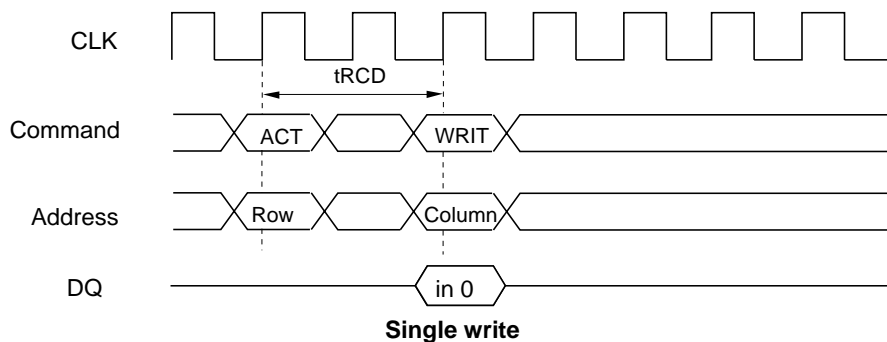 CLK
tRCD
Command ACT WRIT
Address Row Column
DQ in 0
Single write